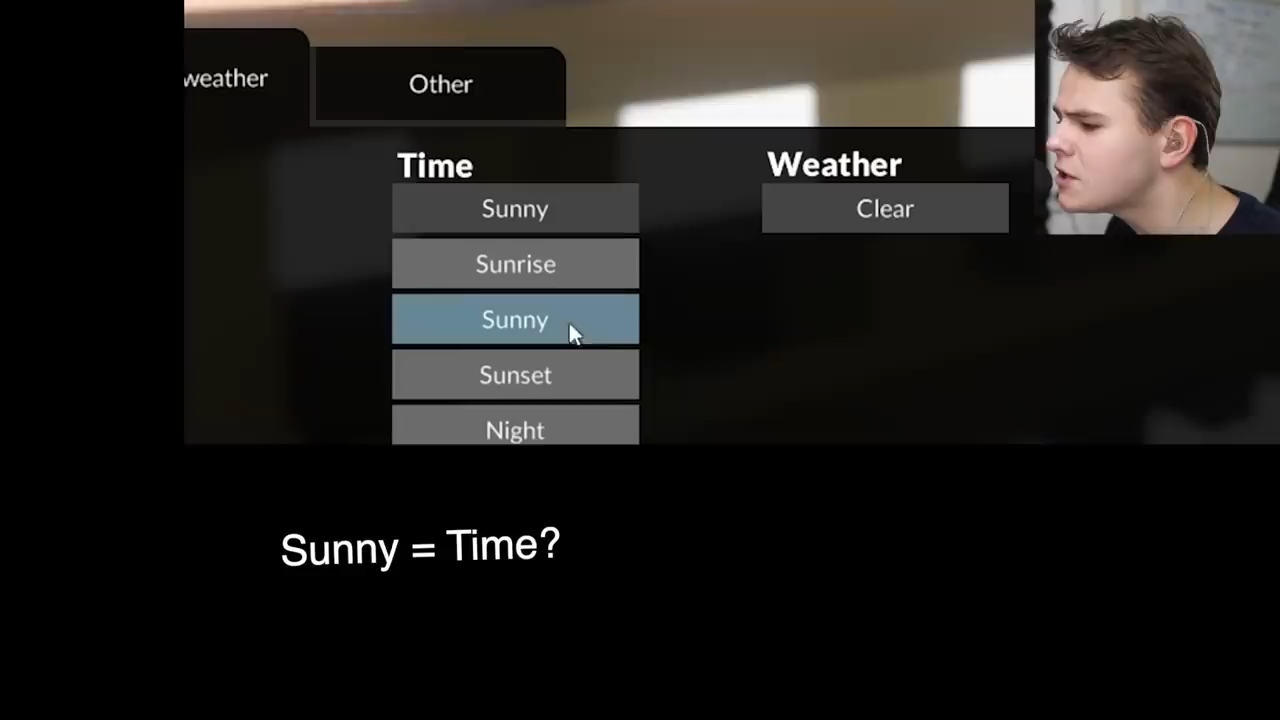 weather
Other
Time
Weather
Sunny
Clear
Sunrise
Sunny
Sunset
Night
Sunny = Time?